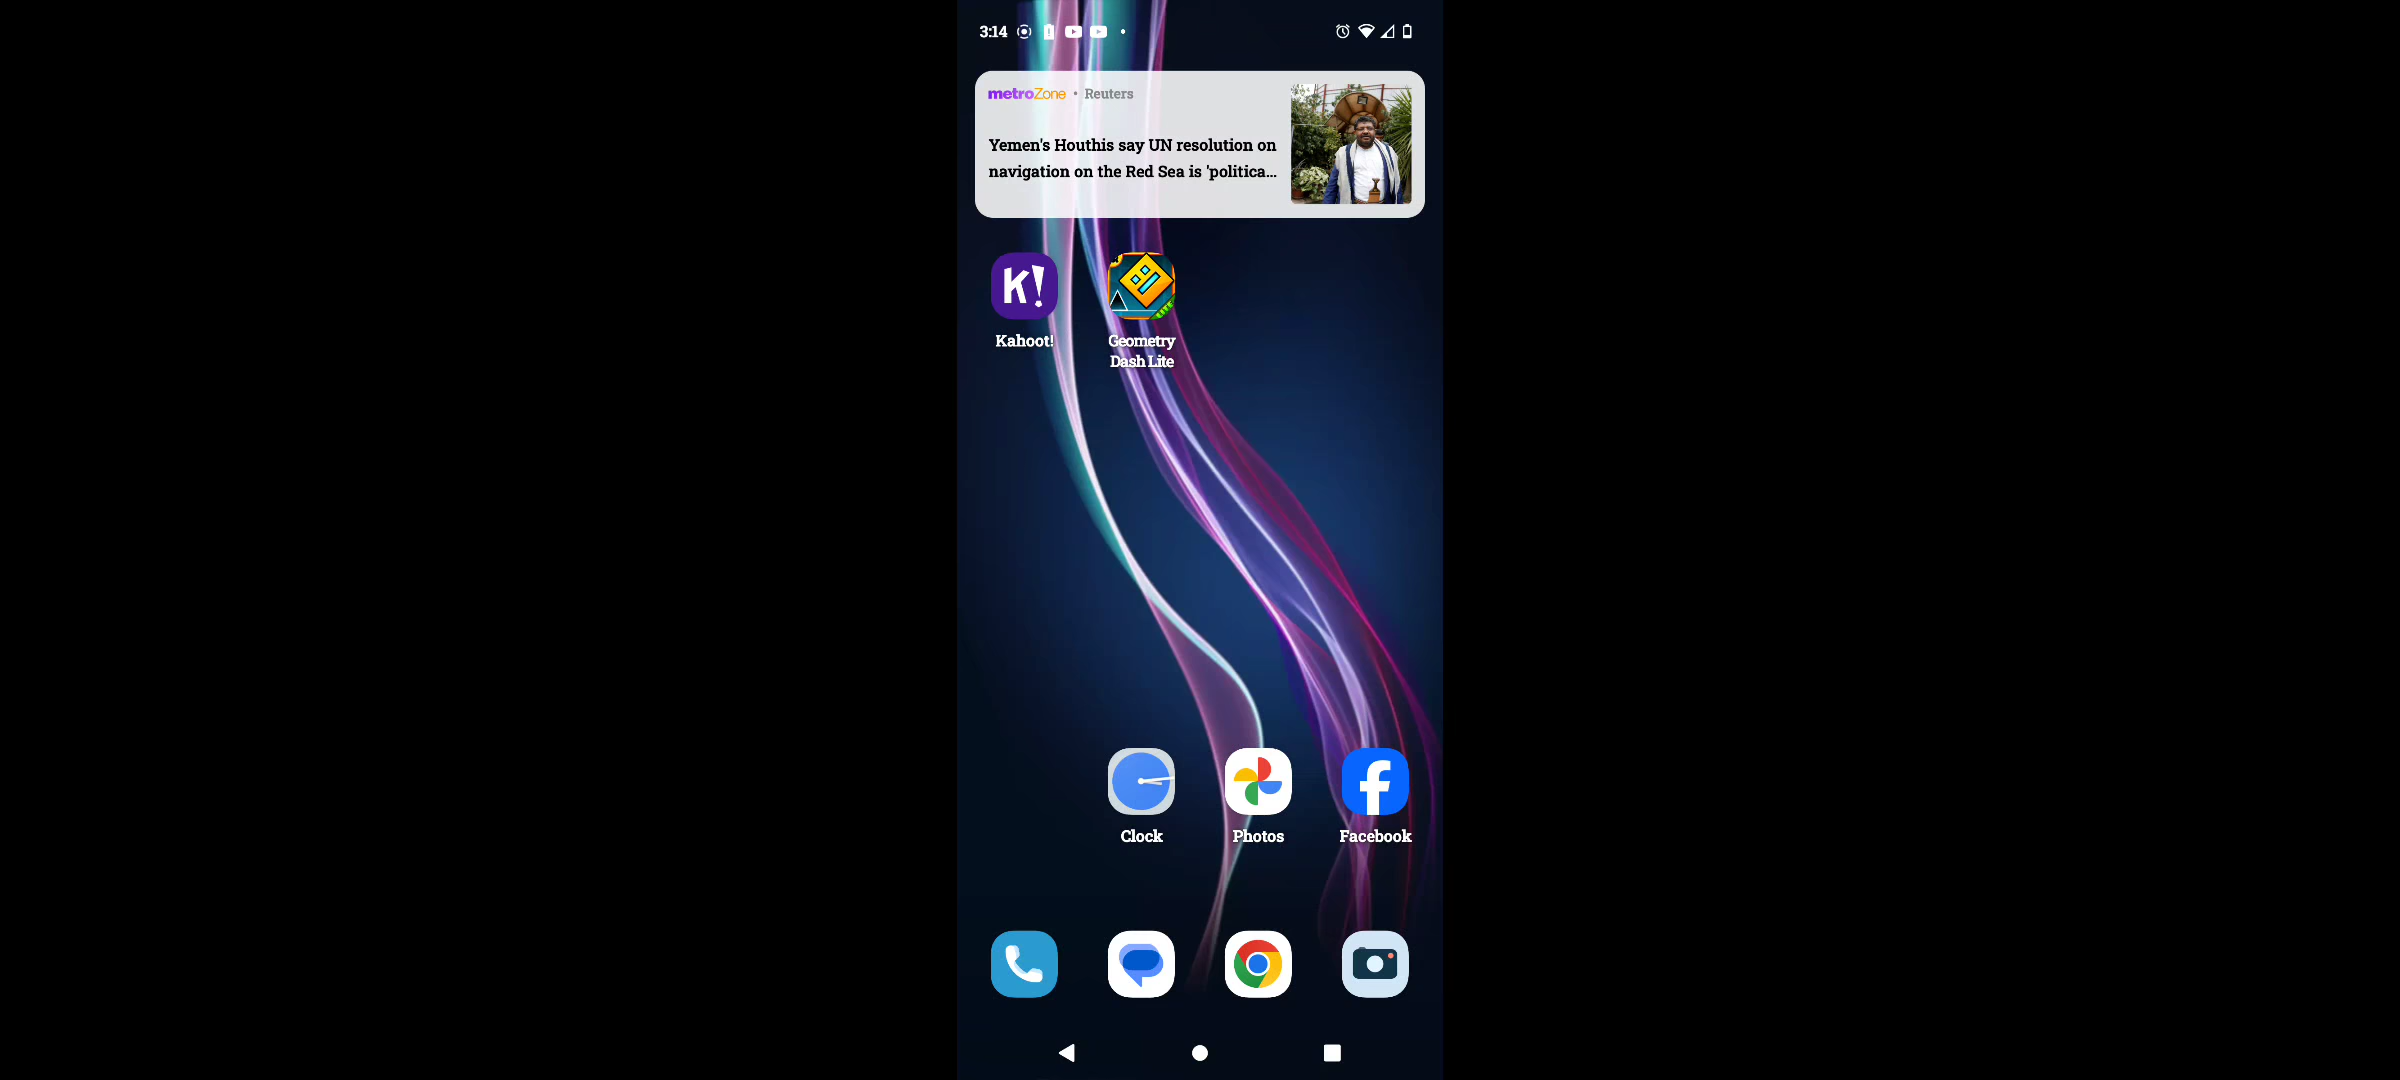 3:14
metroZone • Reuters
Yemen's Houthis say UN resolution on
navigation on the Red Sea is 'politica...
K!
Kahoot!
Geometry
Dash Lite
Clock
Photos
Facebook